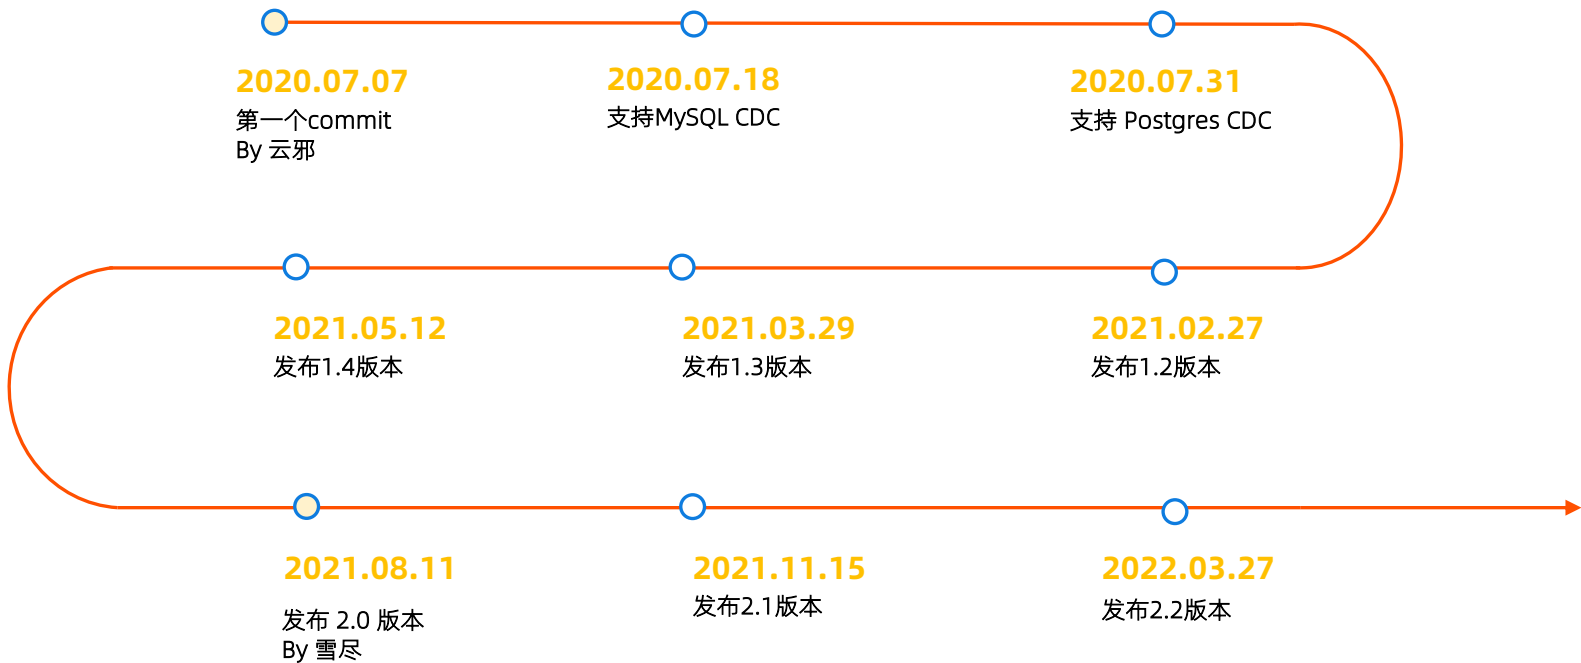 2020.07.07
第一个commit
By 云邪
2020.07.18
支持MySQL CDC
2020.07.31
支持 Postgres CDC
2021.05.12
发布1.4版本
2021.03.29
发布1.3版本
2021.02.27
发布1.2版本
2021.08.11
发布 2.0 版本
By 雪尽
2021.11.15
发布2.1版本
2022.03.27
发布2.2版本